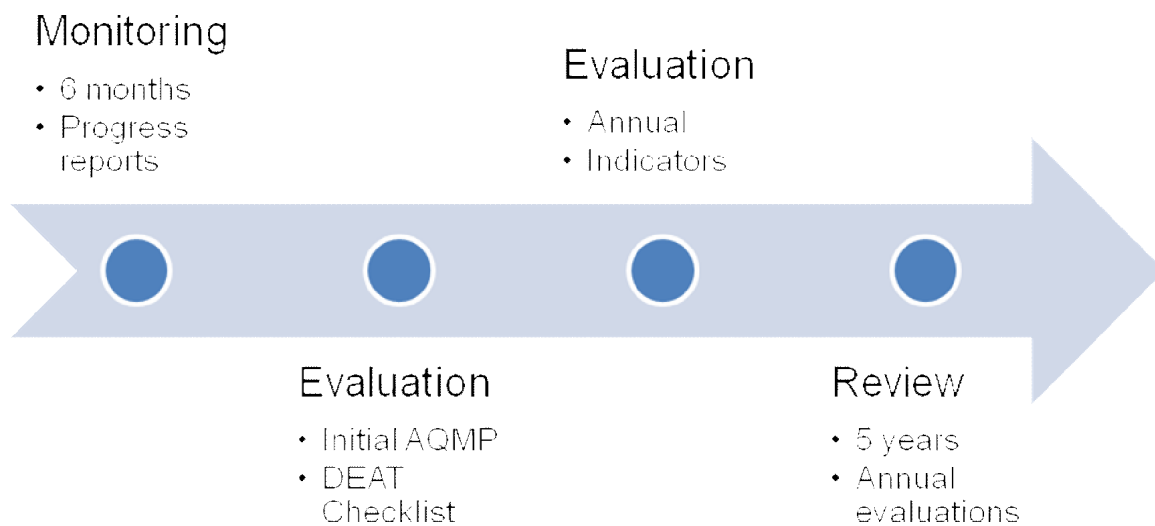 Monitoring
• 6 months
• Progress
reports
Evaluation
• Initial AQMP
• DEAT
Checklist
Evaluation
• Annual
• Indicators
Review
• 5 years
• Annual
evaluations